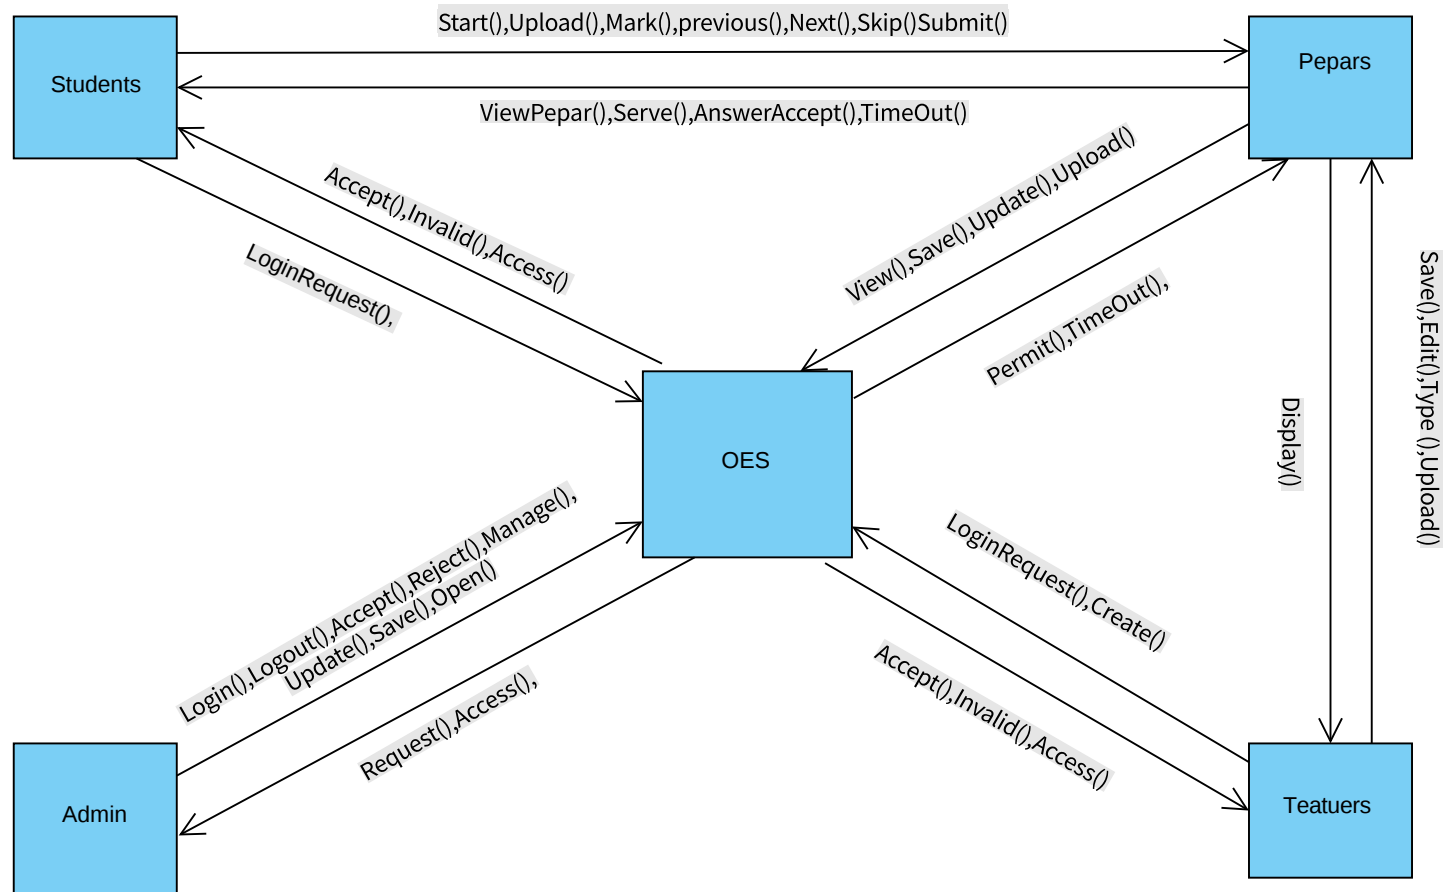 Start(),Upload(),Mark(),previous(),Next(),Skip()Submit()
Students
Pepars
ViewPepar(),Serve(),AnswerAccept(),TimeOut()
Accept(),Invalid(),Access()
LoginRequest(),
View(),Save(),Update(),Upload()
Permit(),TimeOut(),
Save(),Edit(),Type (),Upload()
Display()
OES
Login(),Logout(),Accept(),Reject(),Manage(),
Update(),Save(),Open()
Request(),Access(),
LoginRequest(),Create()
Accept(),Invalid(),Access()
Admin
Teatuers